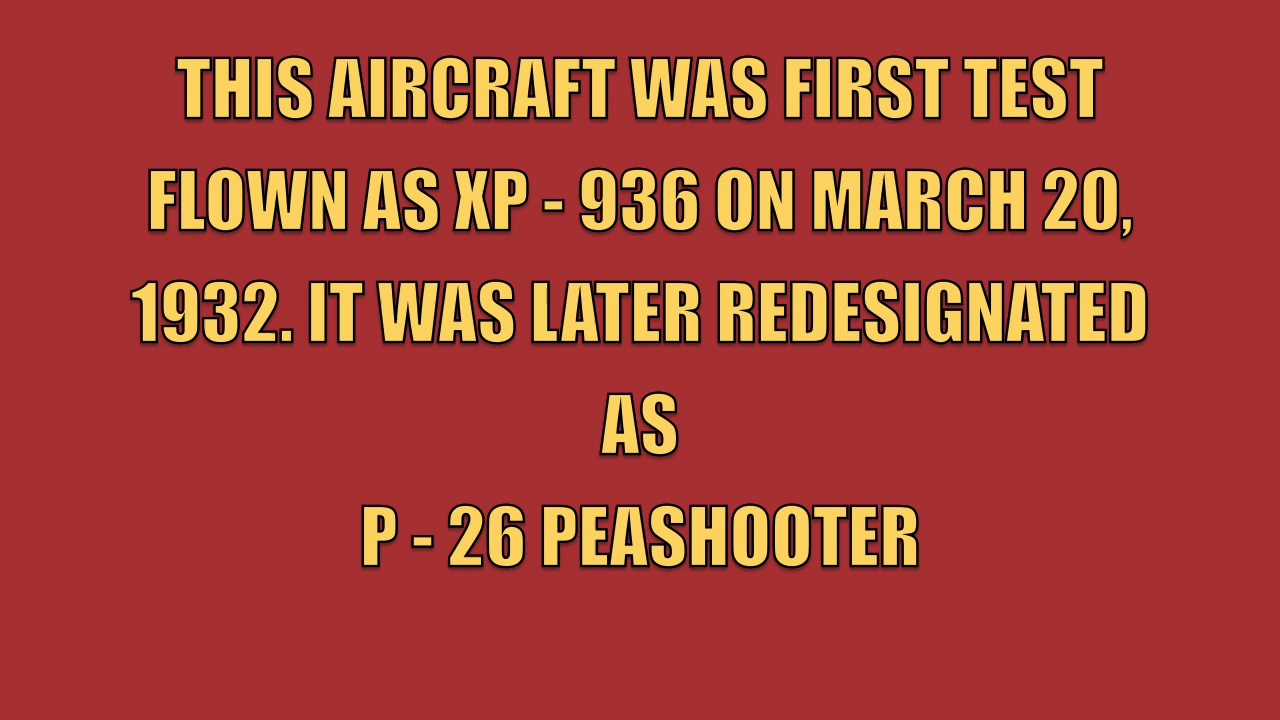 THIS AIRCRAFT WAS FIRST TEST
FLOWN AS XP - 936 ON MARCH 20,
1932. IT WAS LATER REDESIGNATED
AS
P - 26 PEASHOOTER